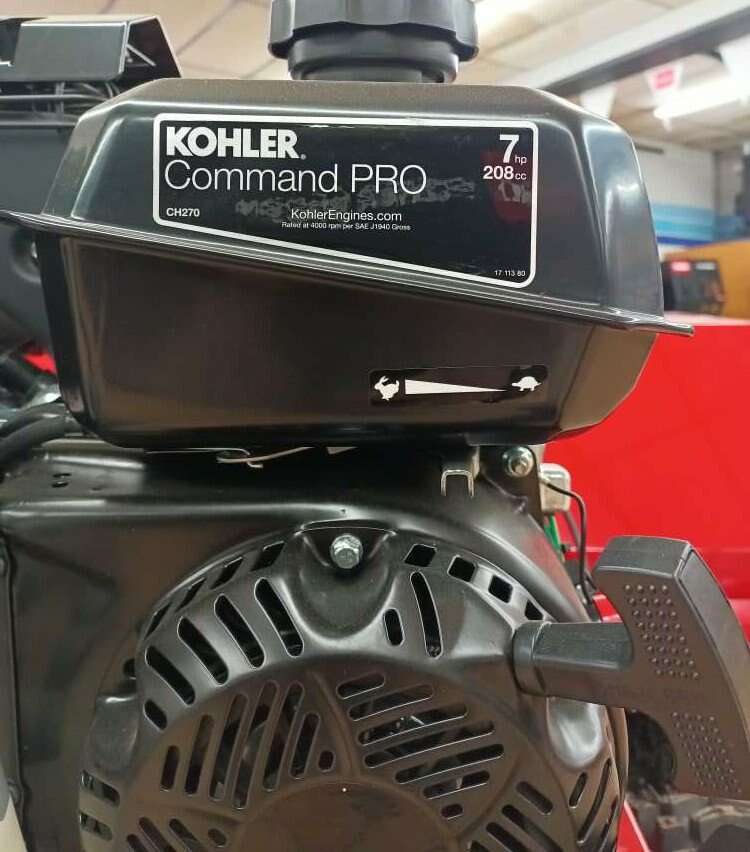 KOHLER.
Command PRO
7 hp
208 cc
CH270
KohlerEngines.com
Rated at 4000 rpm per SAE J1940 Gross
17 113 80